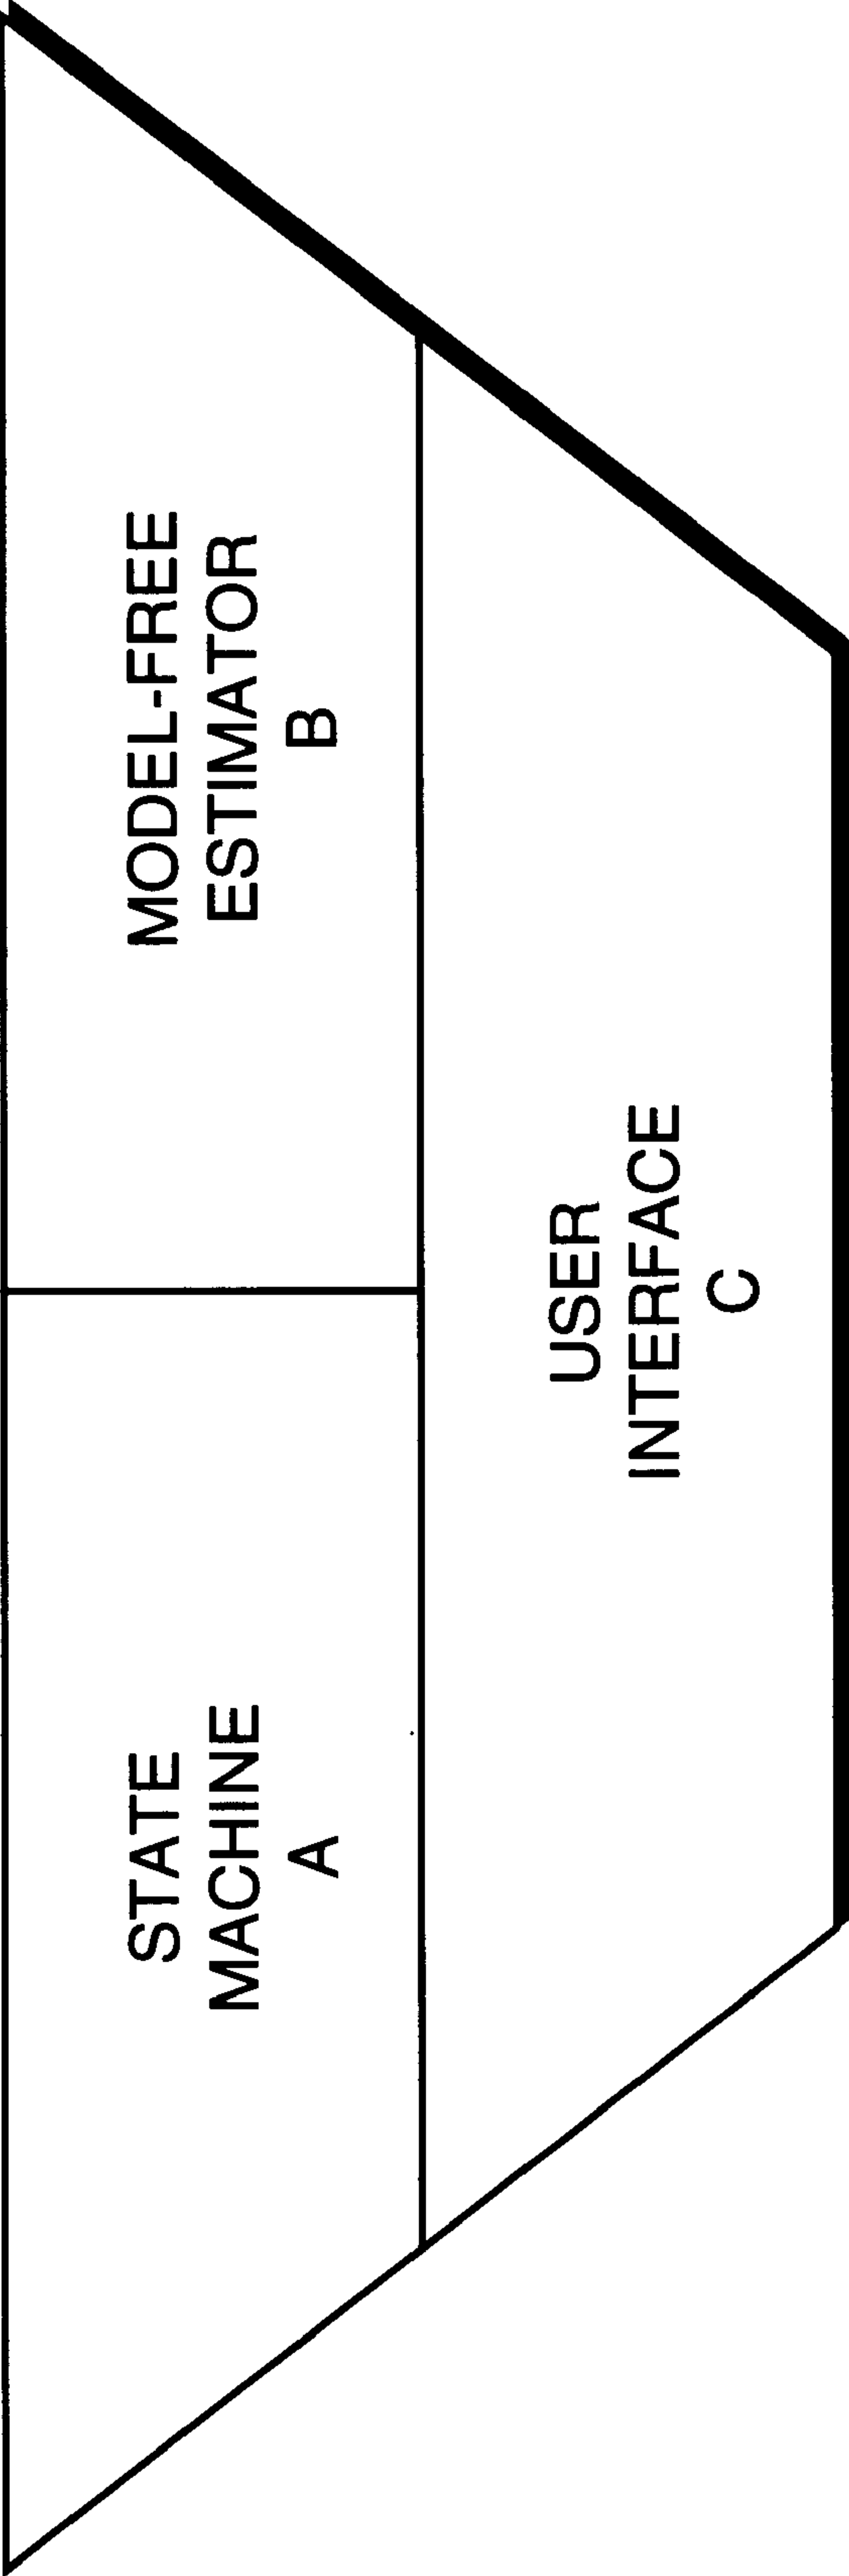 STATE
MACHINE
A
MODEL-FREE
ESTIMATOR
B
USER
INTERFACE
C